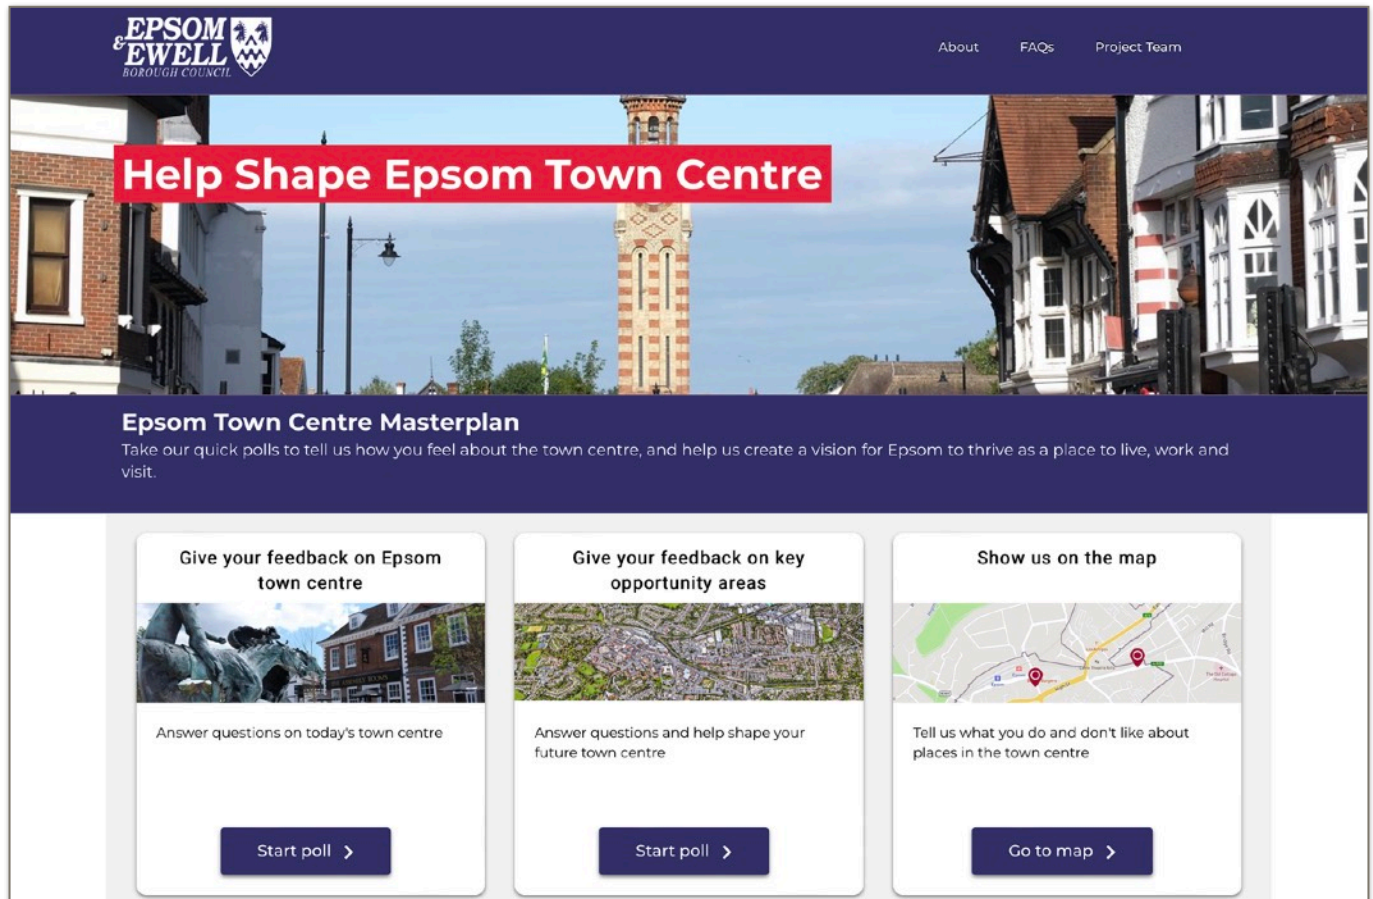 EPSOM
& EWELL
BOROUGH COUNCIL
About FAQs Project Team
Help Shape Epsom Town Centre
Epsom Town Centre Masterplan
Take our quick polls to tell us how you feel about the town centre, and help us create a vision for Epsom to thrive as a place to live, work and
visit.
Give your feedback on Epsom
town centre
Answer questions on today's town centre
Start poll
Give your feedback on key
opportunity areas
Answer questions and help shape your
future town centre
Start poll
Show us on the map
Tell us what you do and don't like about
places in the town centre
Go to map